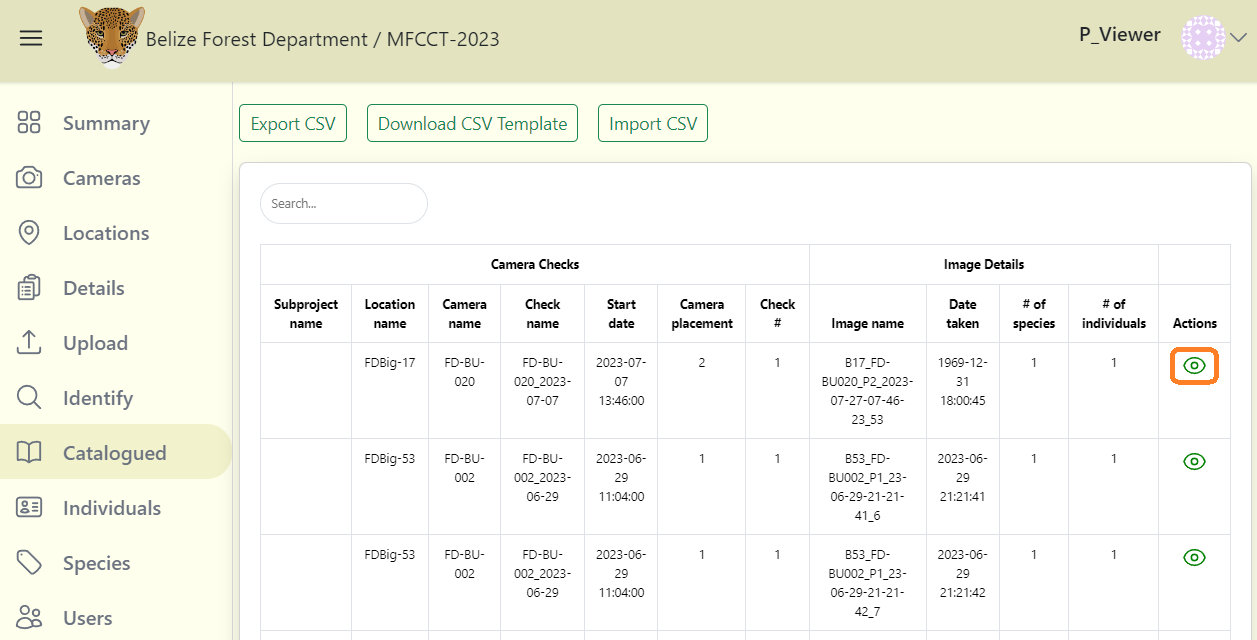 Belize Forest Department / MFCCT-2023
P_Viewer
Summary
Cameras
Locations
Details
Upload
Identify
Catalogued
Individuals
Species
Users
Export CSV
Download CSV Template
Import CSV
Search...
Camera Checks
Image Details
Subproject
name
Location
name
Camera
name
Check
name
Start
date
Camera
placement
Check
#
Image name
Date
taken
# of
species
# of
individuals
Actions
FDBig-17
FD-BU-
020
FD-BU-
020_2023-
07-07
2023-07-
07
13:46:00
2
1
B17_FD-
BU020_P2_2023-
07-27-07-46-
23_53
1969-12-
31
18:00:45
1
1
FDBig-53
FD-BU-
002
FD-BU-
002_2023-
06-29
2023-06-
29
11:04:00
1
1
B53_FD-
BU002_P1_23-
06-29-21-21-
41_6
2023-06-
29
21:21:41
1
1
FDBig-53
FD-BU-
002
FD-BU-
002_2023-
06-29
2023-06-
29
11:04:00
1
1
B53_FD-
BU002_P1_23-
06-29-21-21-
42_7
2023-06-
29
21:21:42
1
1